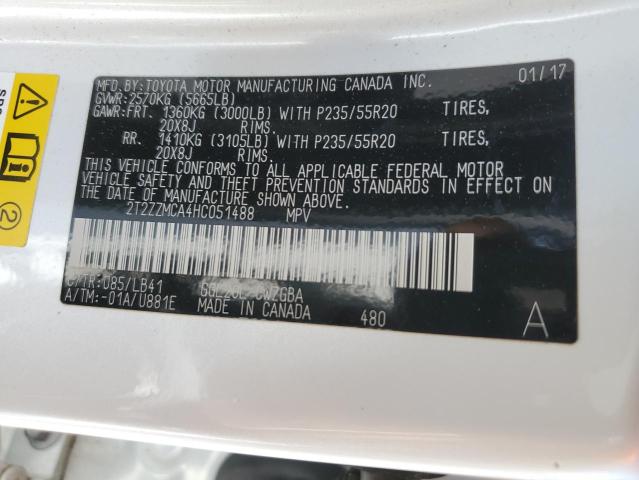 MFD. BY:TOYOTA MOTOR MANUFACTURING CANADA INC. 01/17
GVWR:2570KG (5665LB)
GAWR:FRT. 1360KG (3000LB) WITH P235/55R20 TIRES,
20X8J RIMS.
RR. 1410KG (3105LB) WITH P235/55R20 TIRES,
20X8J RIMS.
THIS VEHICLE CONFORMS TO ALL APPLICABLE FEDERAL MOTOR
VEHICLE SAFETY AND THEFT PREVENTION STANDARDS IN EFFECT ON
THE DATE OF MANUFACTURE SHOWN ABOVE.
2T2ZZMCA4HC051488 MPV
C/TR:085/LB41
A/TM:-01A/U881E
MADE IN CANADA 480 A
2